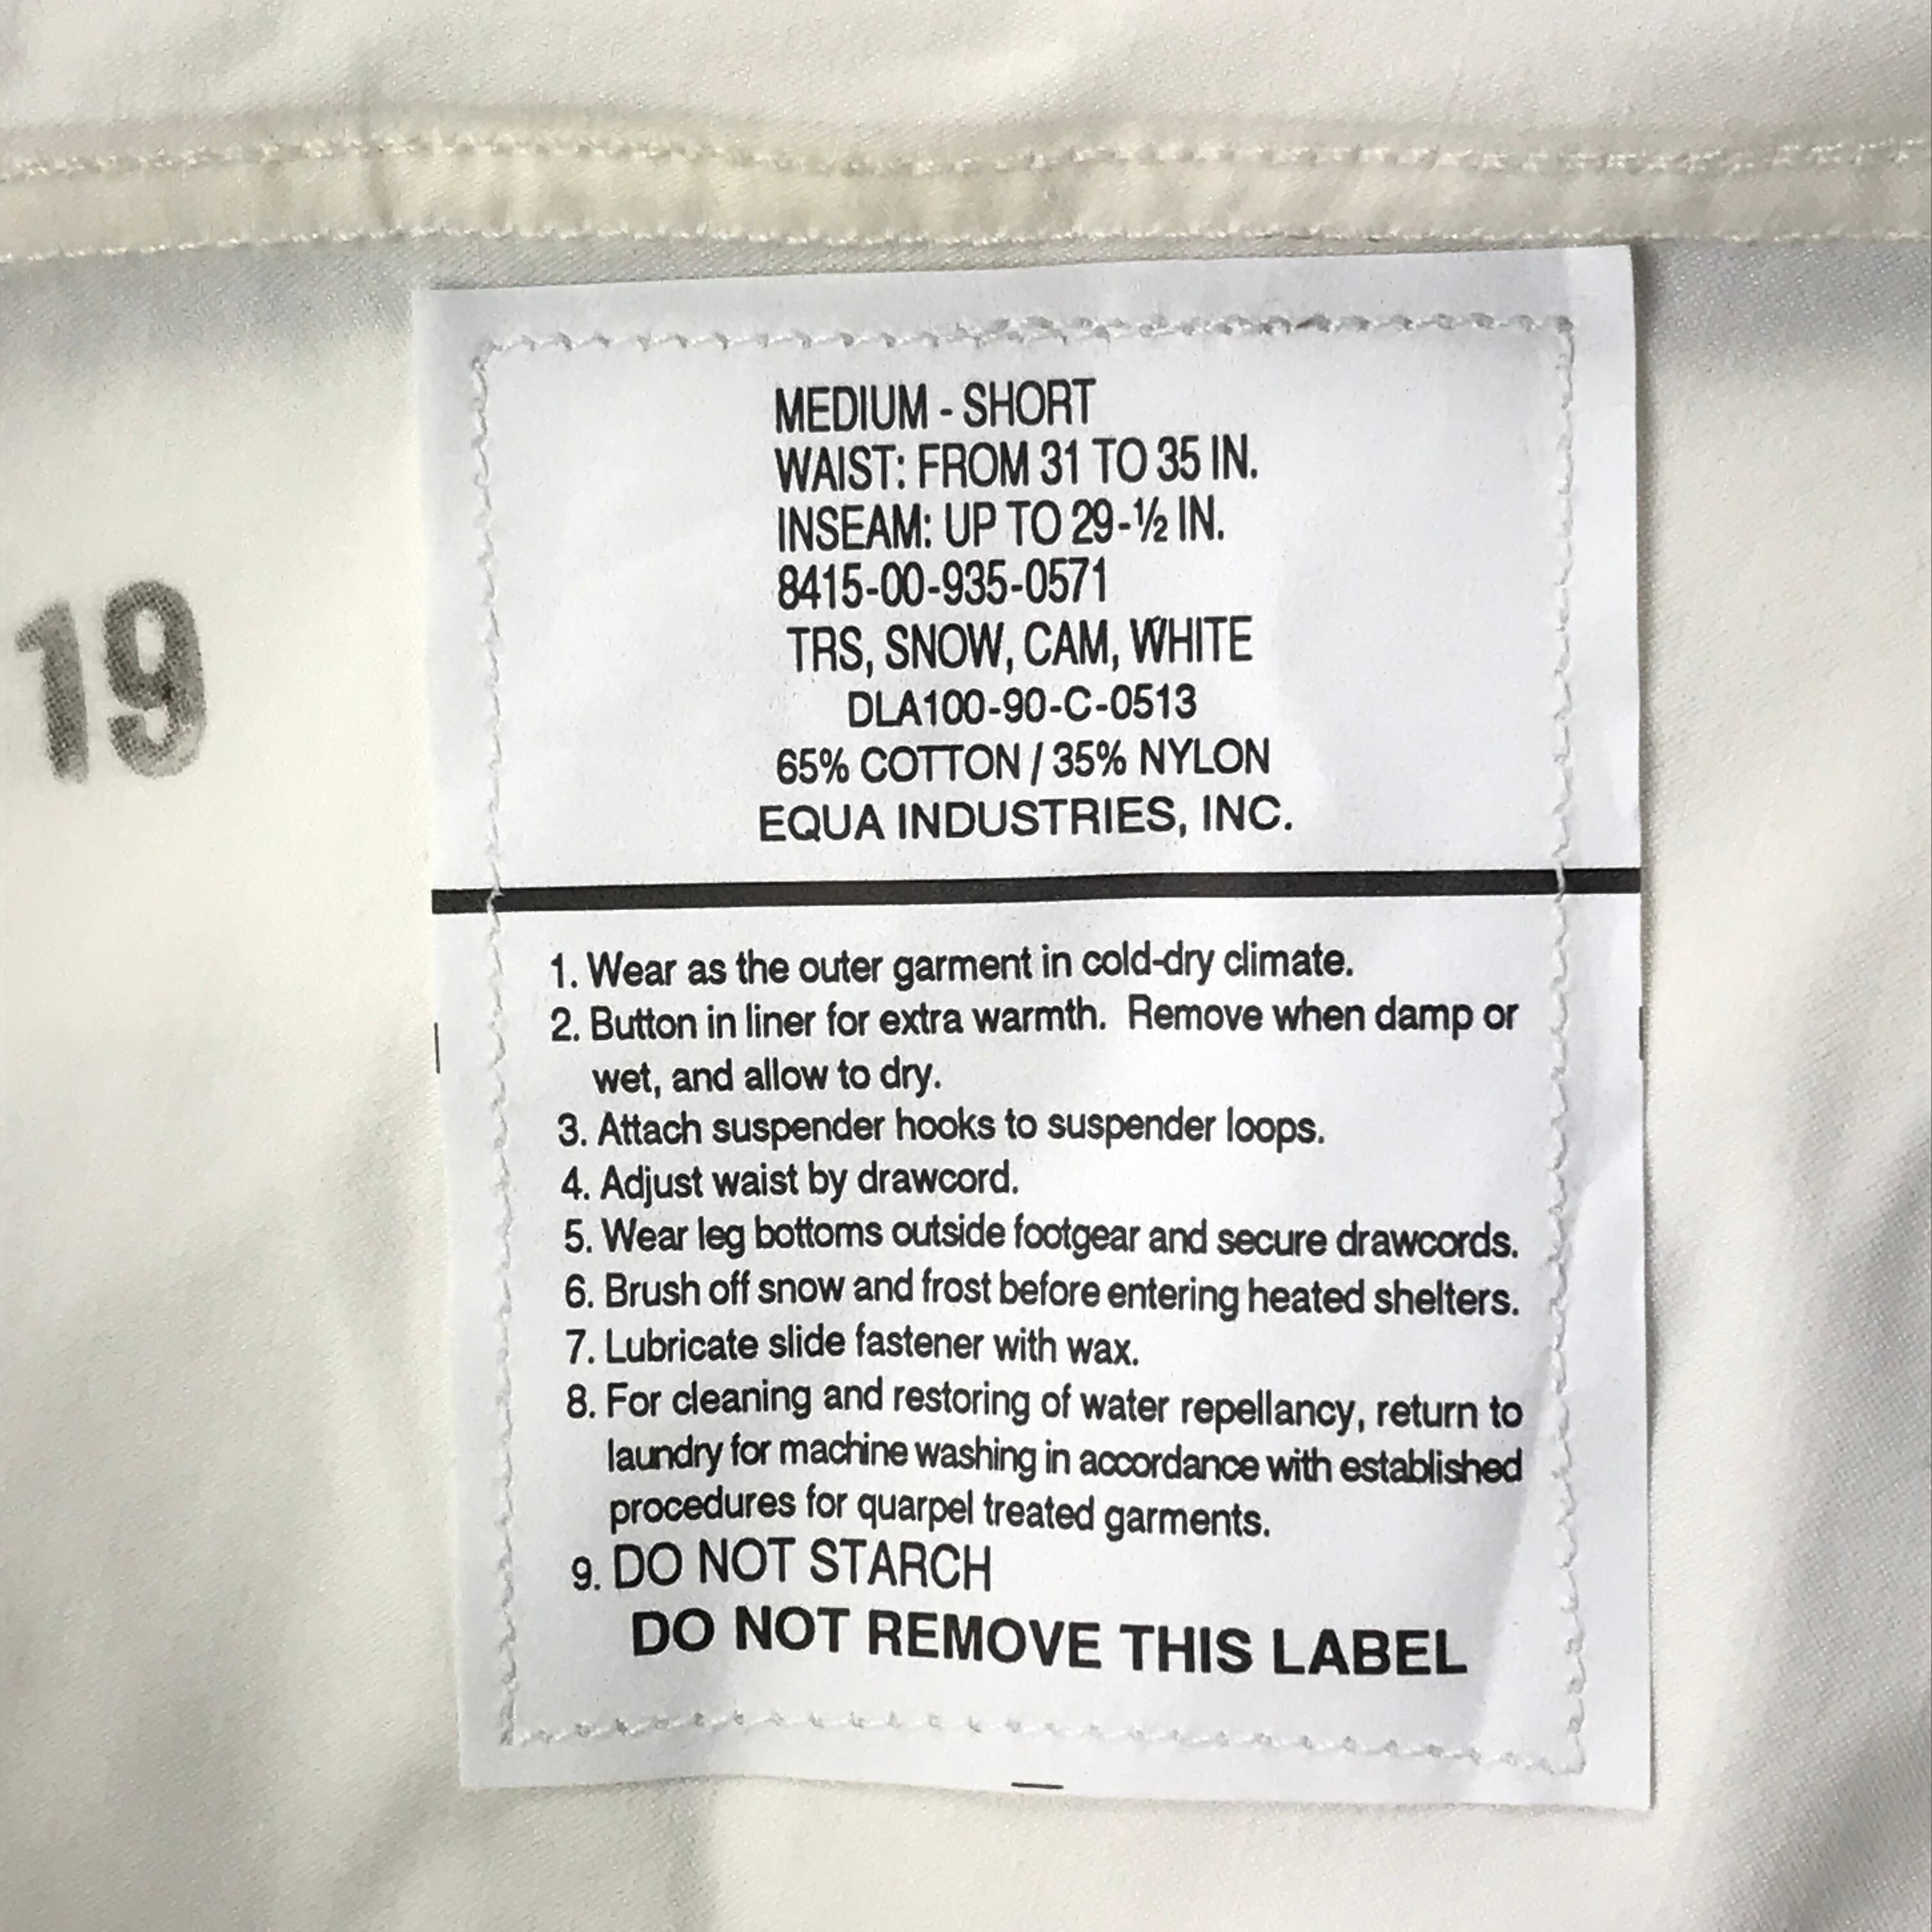 19
MEDIUM - SHORT
WAIST: FROM 31 TO 35 IN.
INSEAM: UP TO 29-½ IN.
8415-00-935-0571
TRS, SNOW, CAM, WHITE
DLA100-90-C-0513
65% COTTON / 35% NYLON
EQUA INDUSTRIES, INC.
1. Wear as the outer garment in cold-dry climate.
2. Button in liner for extra warmth. Remove when damp or
wet, and allow to dry.
3. Attach suspender hooks to suspender loops.
4. Adjust waist by drawcord.
5. Wear leg bottoms outside footgear and secure drawcords.
6. Brush off snow and frost before entering heated shelters.
7. Lubricate slide fastener with wax.
8. For cleaning and restoring of water repellancy, return to
laundry for machine washing in accordance with established
procedures for quarpel treated garments.
9. DO NOT STARCH
DO NOT REMOVE THIS LABEL